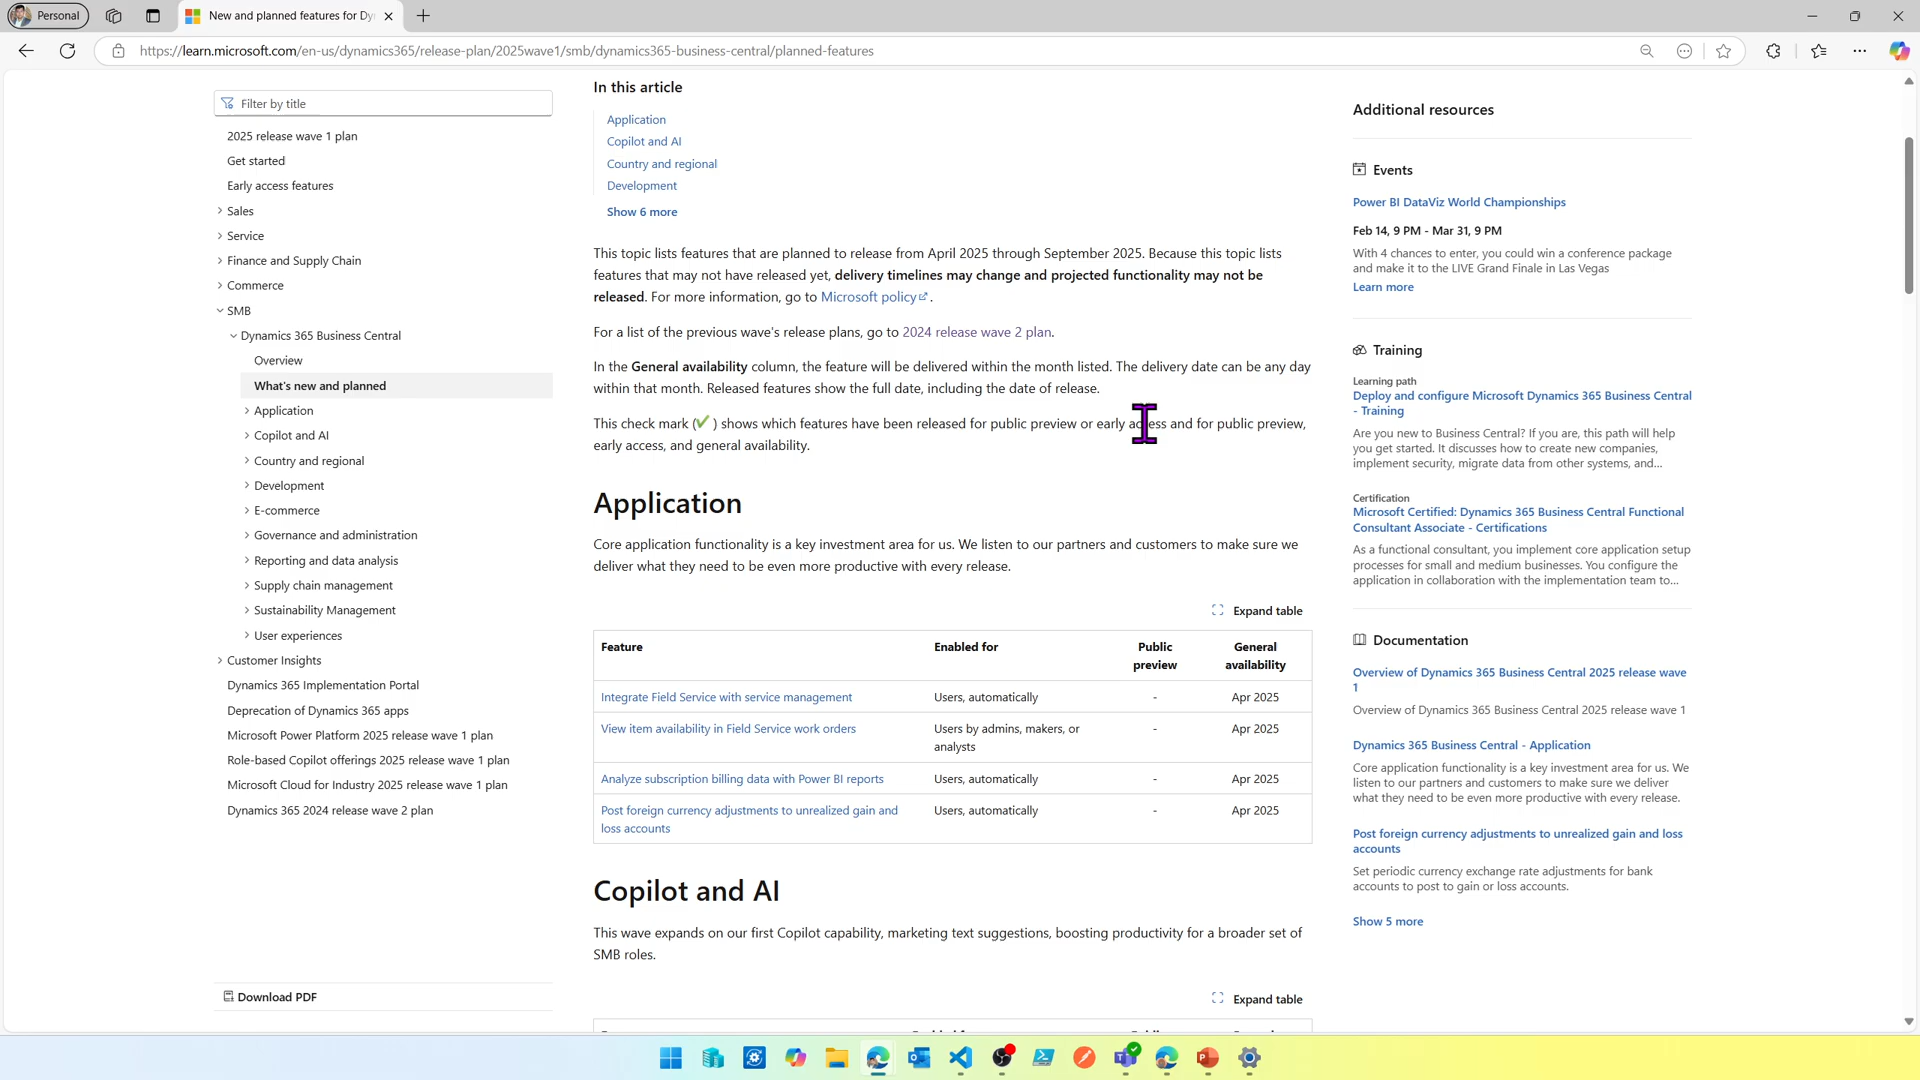 Personal
New and planned features for Dy
https://learn.microsoft.com/en-us/dynamics365/release-plan/2025wave1/smb/dynamics365-business-central/planned-features
Filter by title
2025 release wave 1 plan
Get started
Early access features
Sales
Service
Finance and Supply Chain
Commerce
SMB
Dynamics 365 Business Central
Overview
What's new and planned
Application
Copilot and AI
Country and regional
Development
E-commerce
Governance and administration
Reporting and data analysis
Supply chain management
Sustainability Management
User experiences
Customer Insights
Dynamics 365 Implementation Portal
Deprecation of Dynamics 365 apps
Microsoft Power Platform 2025 release wave 1 plan
Role-based Copilot offerings 2025 release wave 1 plan
Microsoft Cloud for Industry 2025 release wave 1 plan
Dynamics 365 2024 release wave 2 plan
Download PDF
In this article
Application
Copilot and AI
Country and regional
Development
Show 6 more
This topic lists features that are planned to release from April 2025 through September 2025. Because this topic lists
features that may not have released yet, delivery timelines may change and projected functionality may not be
released. For more information, go to Microsoft policy.
For a list of the previous wave's release plans, go to 2024 release wave 2 plan.
In the General availability column, the feature will be delivered within the month listed. The delivery date can be any day
within that month. Released features show the full date, including the date of release.
This check mark (✓) shows which features have been released for public preview or early access and for public preview,
early access, and general availability.
Application
Core application functionality is a key investment area for us. We listen to our partners and customers to make sure we
deliver what they need to be even more productive with every release.
Expand table
Feature Enabled for Public preview General availability
Integrate Field Service with service management Users, automatically - Apr 2025
View item availability in Field Service work orders Users by admins, makers, or - Apr 2025
analysts
Analyze subscription billing data with Power BI reports Users, automatically - Apr 2025
Post foreign currency adjustments to unrealized gain and Users, automatically - Apr 2025
loss accounts
Copilot and AI
This wave expands on our first Copilot capability, marketing text suggestions, boosting productivity for a broader set of
SMB roles.
Expand table
Additional resources
Events
Power BI DataViz World Championships
Feb 14, 9 PM - Mar 31, 9 PM
With 4 chances to enter, you could win a conference package
and make it to the LIVE Grand Finale in Las Vegas
Learn more
Training
Learning path
Deploy and configure Microsoft Dynamics 365 Business Central
- Training
Are you new to Business Central? If you are, this path will help
you get started. It discusses how to create new companies,
implement security, migrate data from other systems, and...
Certification
Microsoft Certified: Dynamics 365 Business Central Functional
Consultant Associate - Certifications
As a functional consultant, you implement core application setup
processes for small and medium businesses. You configure the
application in collaboration with the implementation team to...
Documentation
Overview of Dynamics 365 Business Central 2025 release wave
1
Overview of Dynamics 365 Business Central 2025 release wave 1
Dynamics 365 Business Central - Application
Core application functionality is a key investment area for us. We
listen to our partners and customers to make sure we deliver
what they need to be even more productive with every release.
Post foreign currency adjustments to unrealized gain and loss
accounts
Set periodic currency exchange rate adjustments for bank
accounts to post to gain or loss accounts.
Show 5 more